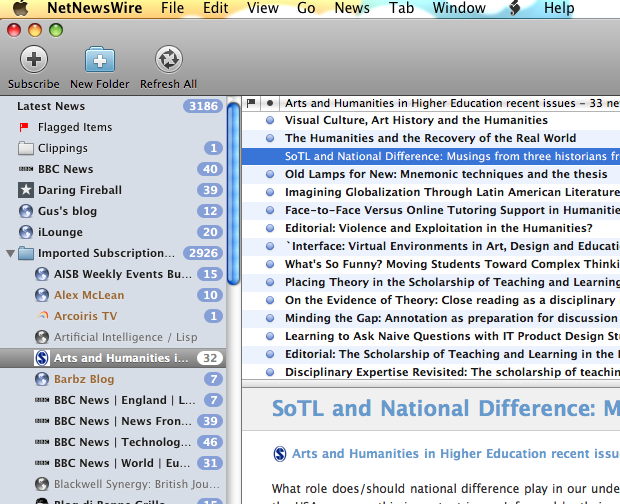 NetNewsWire File Edit View Go News Tab Window Help
Subscribe New Folder Refresh All
Latest News 3186
Flagged Items
Clippings 1
BBC News 40
Daring Fireball 39
Gus's blog 12
iLounge 20
Imported Subscription... 2926
AISB Weekly Events Bu... 15
Alex McLean 10
Arcoiris TV 1
Artificial Intelligence / Lisp
Arts and Humanities i... 32
Barbz Blog 7
BBC News | England | L... 7
BBC News | News Fron... 39
BBC News | Technolog... 46
BBC News | World | Eu... 31
Blackwell Synergy: British Jou...
Blog di Beppe Grillo 15
Arts and Humanities in Higher Education recent issues – 33 ne
Visual Culture, Art History and the Humanities
The Humanities and the Recovery of the Real World
SoTL and National Difference: Musings from three historians fr
Old Lamps for New: Mnemonic techniques and the thesis
Imagining Globalization Through Latin American Literature
Face-to-Face Versus Online Tutoring Support in Humanitie
Editorial: Violence and Exploitation in the Humanities?
`Interface: Virtual Environments in Art, Design and Educati
What's So Funny? Moving Students Toward Complex Thinki
Placing Theory in the Scholarship of Teaching and Learning
On the Evidence of Theory: Close reading as a disciplinary
Minding the Gap: Annotation as preparation for discussion
Learning to Ask Naive Questions with IT Product Design St
Editorial: The Scholarship of Teaching and Learning in the
Disciplinary Expertise Revisited: The scholarship of teachin
SoTL and National Difference: M
Arts and Humanities in Higher Education recent issu
What role does/should national difference play in our unde